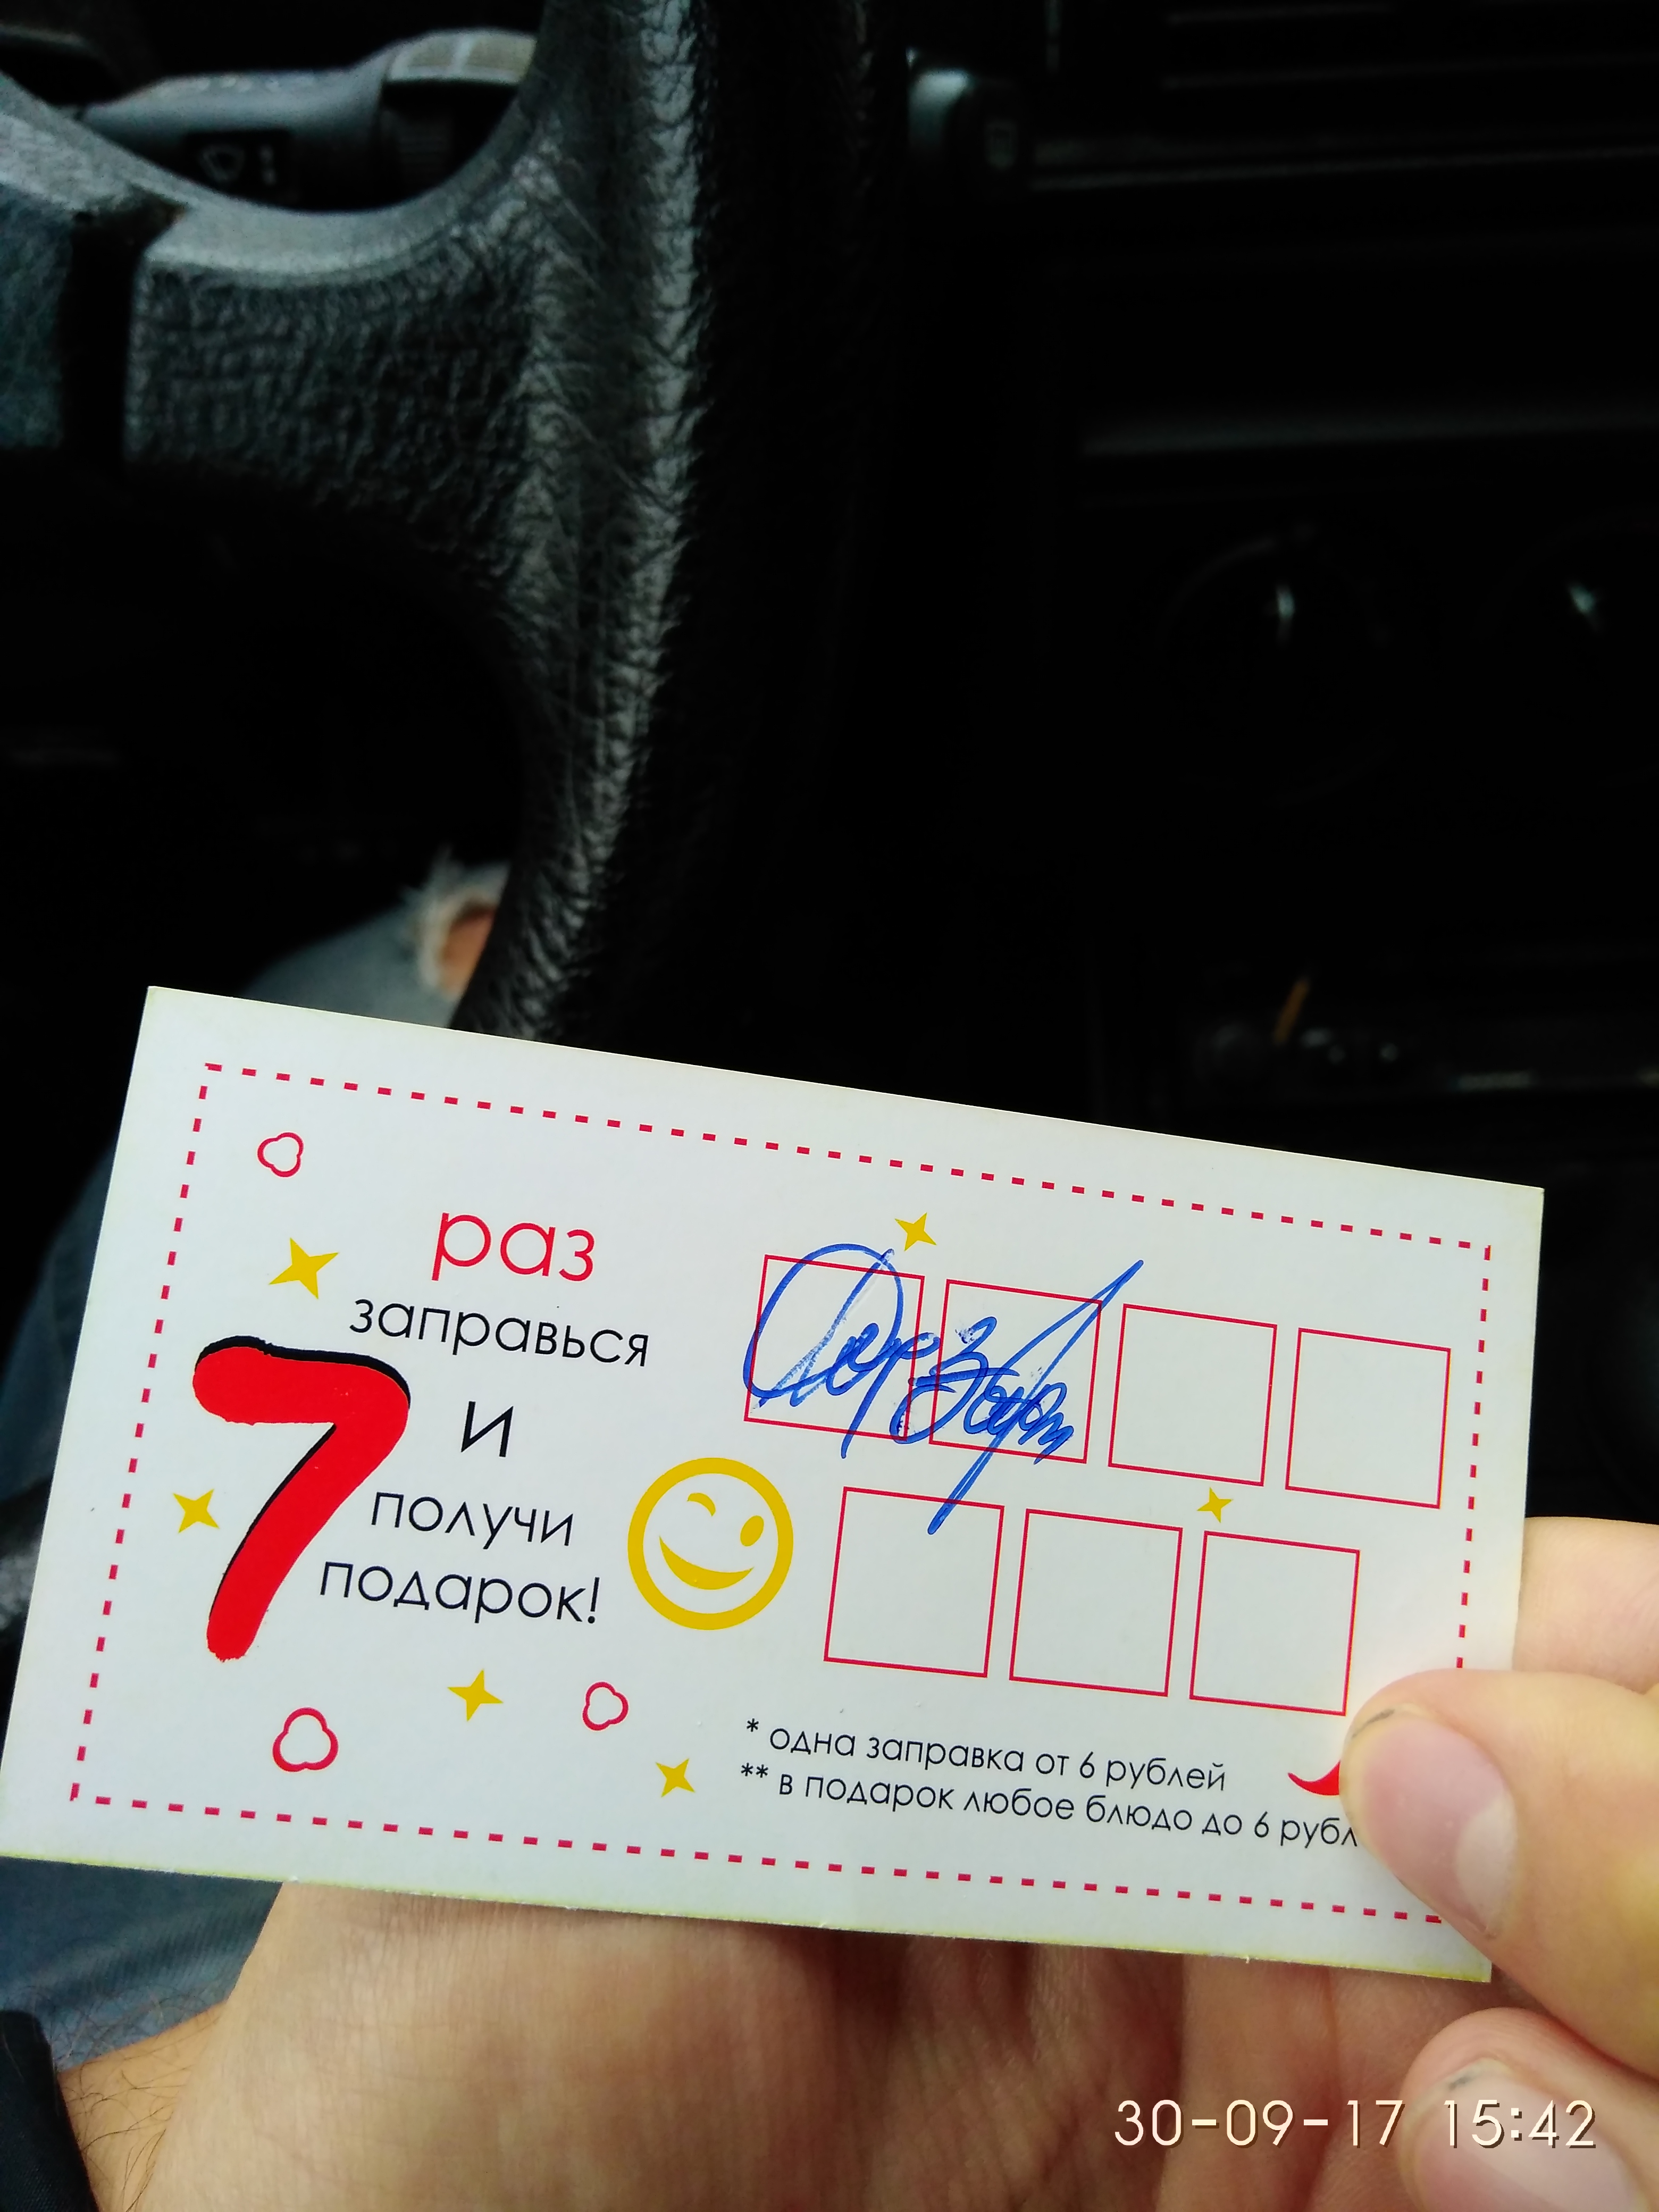 раз
заправься
7
и
получи
подарок!
* одна заправка от 6 рублей
** в подарок любое блюдо до 6 рубл
30-09-17 15:42